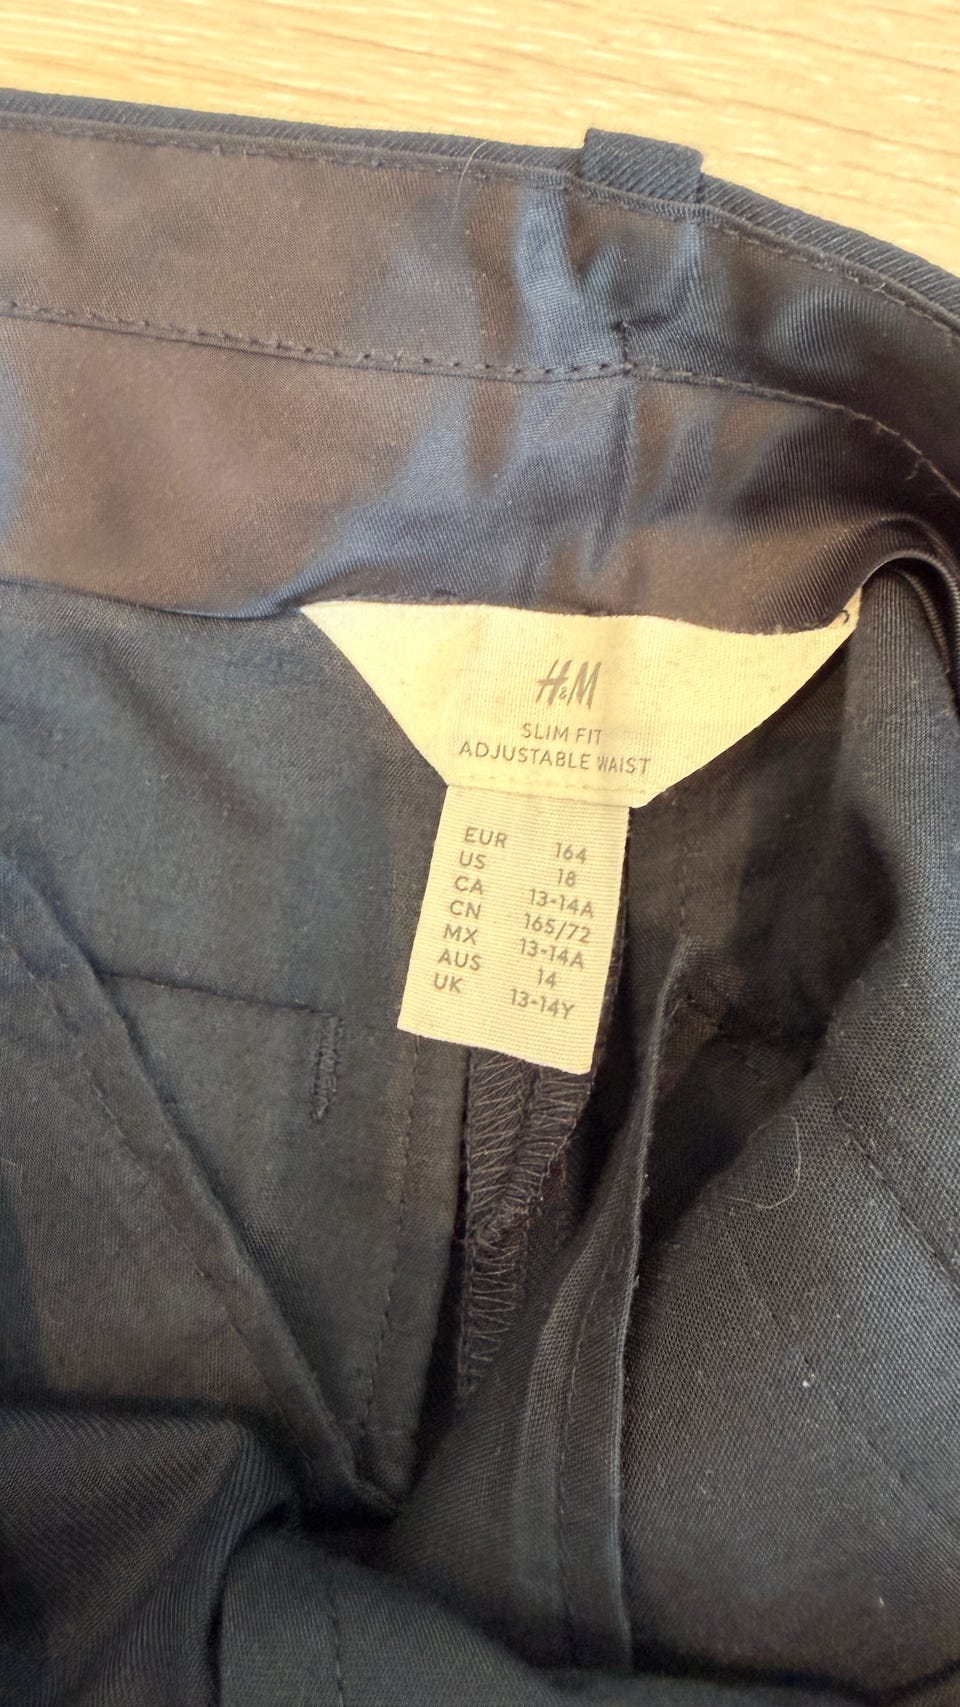 H&M
SLIM FIT
ADJUSTABLE WAIST
EUR 164
US 18
CA 13-14A
CN 165/72
MX 13-14A
AUS 14
UK 13-14Y